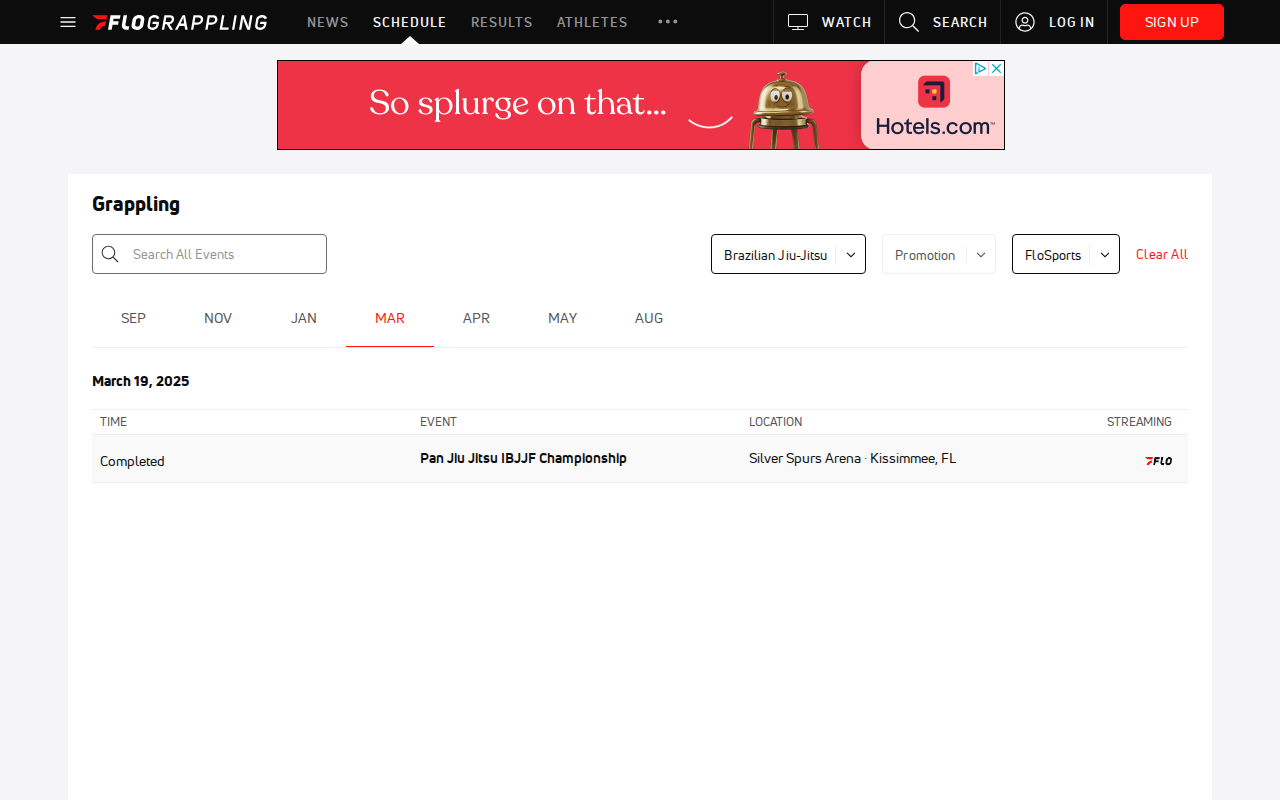 FLOGRAPPLING NEWS SCHEDULE RESULTS ATHLETES WATCH SEARCH LOG IN SIGN UP
So splurge on that...
Hotels.com™
Grappling
Search All Events Brazilian Jiu-Jitsu Promotion FloSports Clear All
SEP NOV JAN MAR APR MAY AUG
March 19, 2025
TIME EVENT LOCATION STREAMING
Completed Pan Jiu Jitsu IBJJF Championship Silver Spurs Arena · Kissimmee, FL FLO